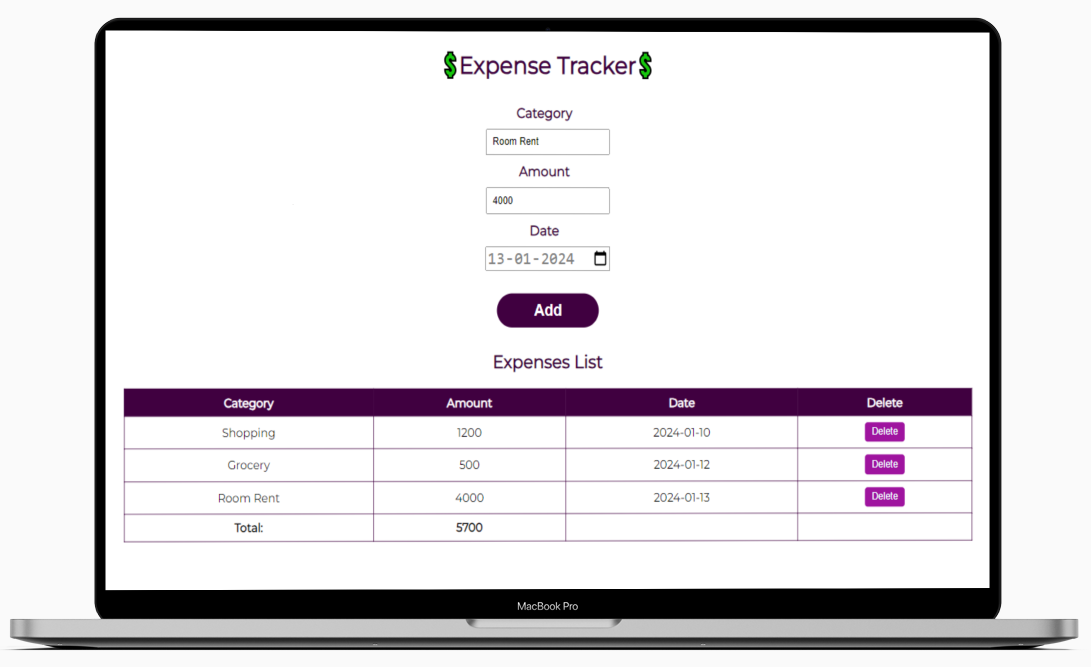 💲Expense Tracker💲
Category
Room Rent
Amount
4000
Date
13-01-2024
Add
Expenses List
Category Amount Date Delete
Shopping 1200 2024-01-10 Delete
Grocery 500 2024-01-12 Delete
Room Rent 4000 2024-01-13 Delete
Total: 5700
MacBook Pro